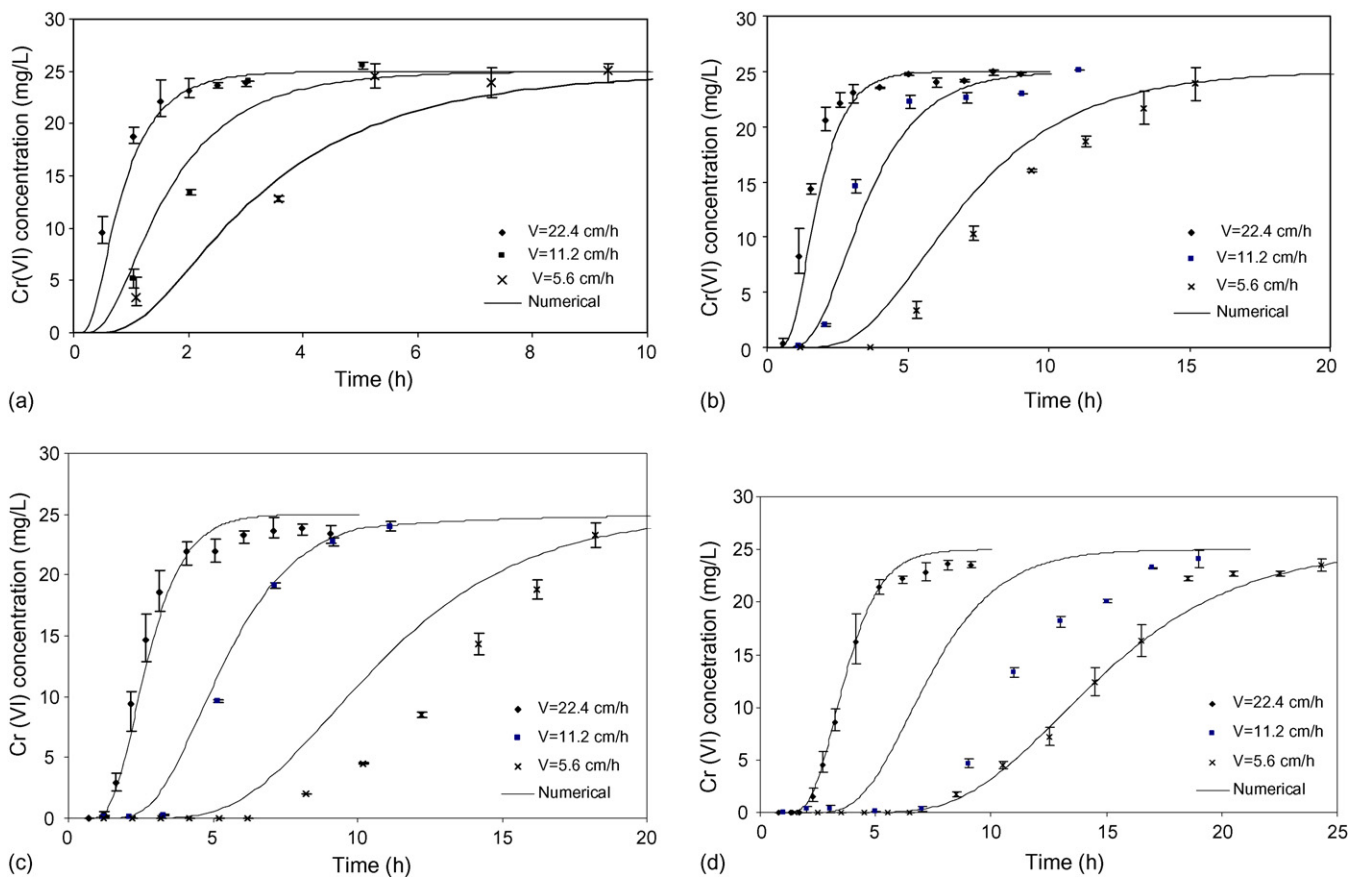 30
25
20
15
10
5
0
Cr(VI) concentration (mg/L)
V=22.4 cm/h
V=11.2 cm/h
V=5.6 cm/h
Numerical
0 2 4 6 8 10
Time (h)
(a)
30
25
20
15
10
5
0
Cr(VI) concentration (mg/L)
V=22.4 cm/h
V=11.2 cm/h
V=5.6 cm/h
Numerical
0 5 10 15 20
Time (h)
(b)
30
25
20
15
10
5
0
Cr (VI) concentration (mg/L)
V=22.4 cm/h
V=11.2 cm/h
V=5.6 cm/h
Numerical
0 5 10 15 20
Time (h)
(c)
30
25
20
15
10
5
0
Cr (VI) concetration (mg/L)
V=22.4 cm/h
V=11.2 cm/h
V=5.6 cm/h
Numerical
0 5 10 15 20 25
Time (h)
(d)